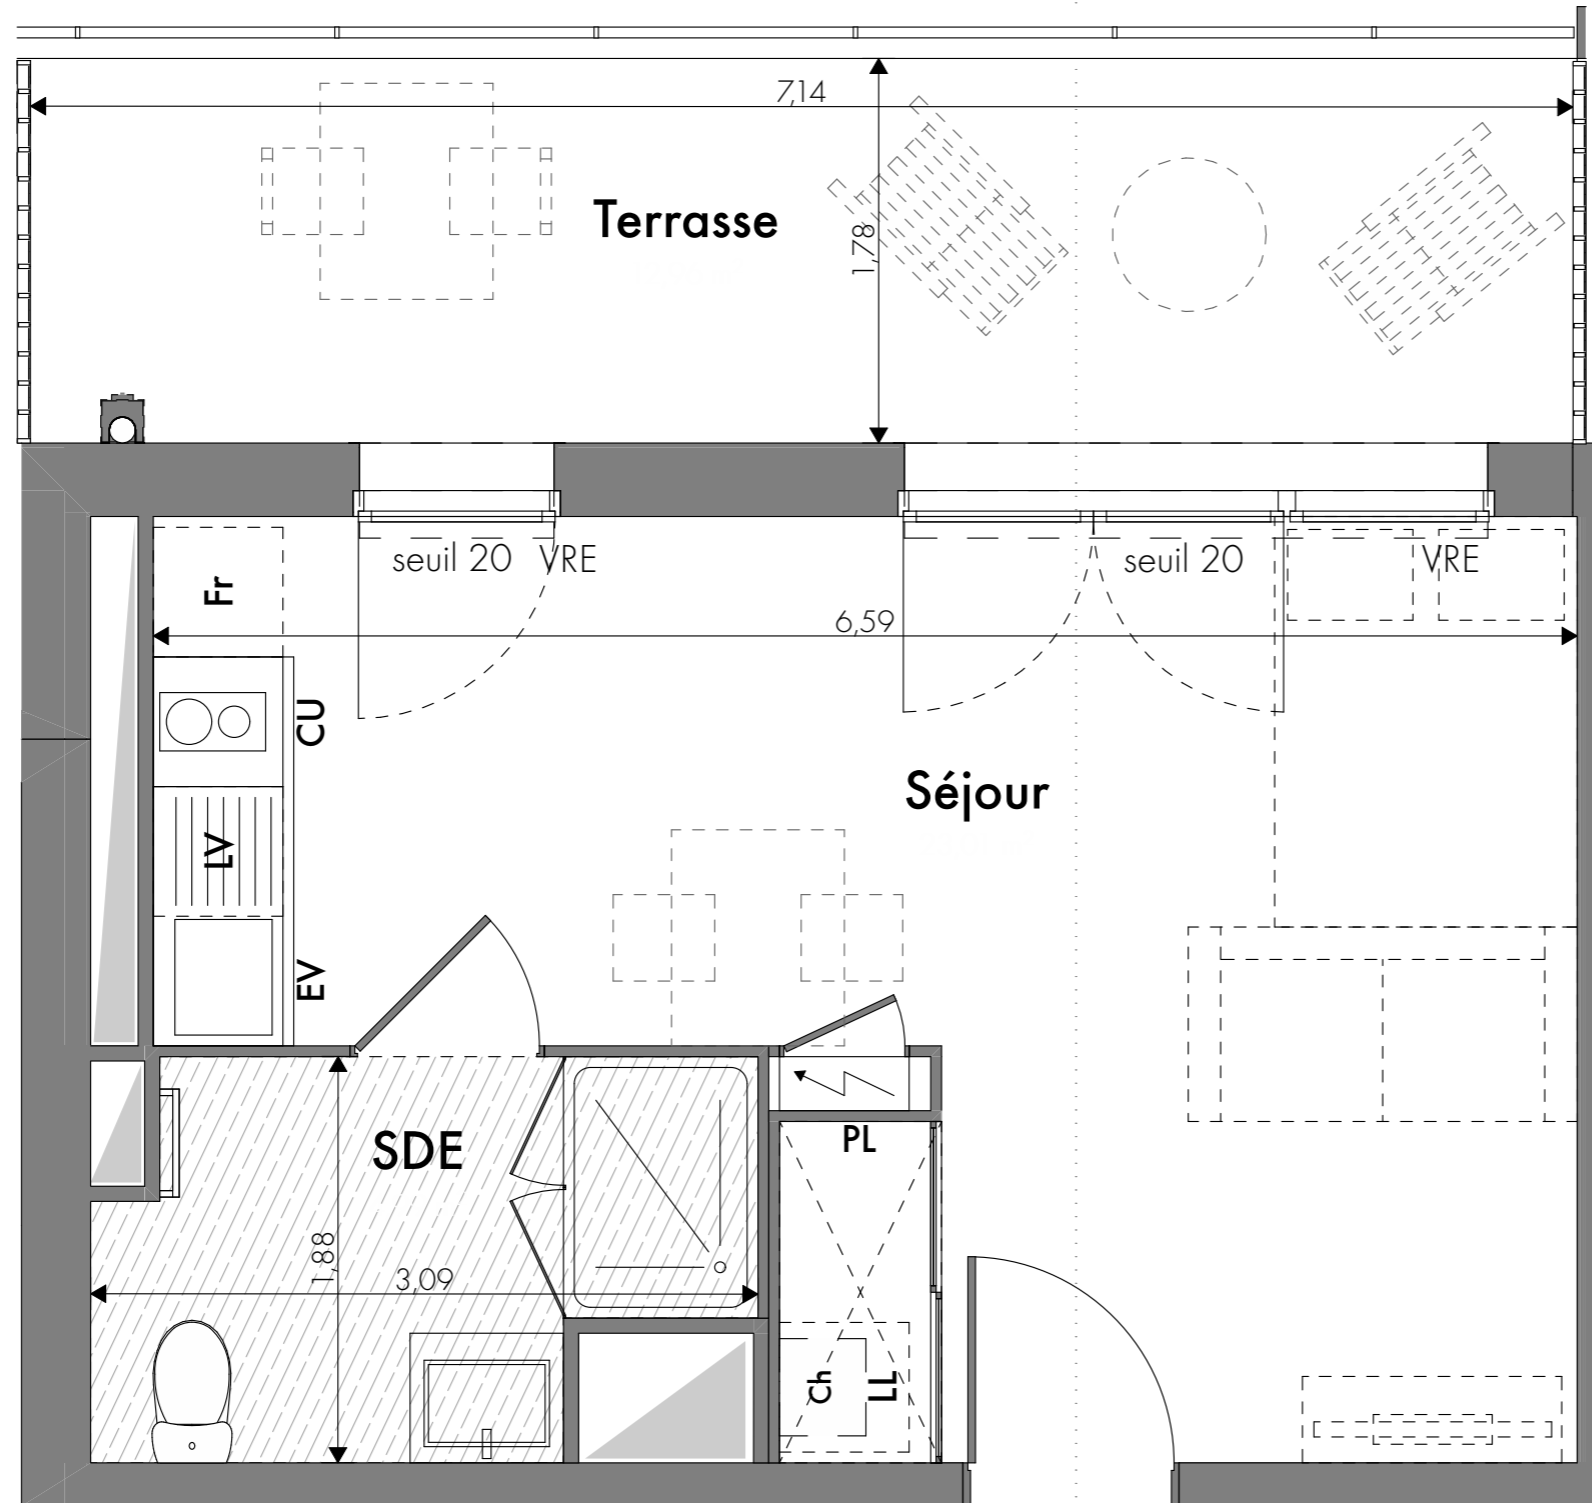 7,14
Terrasse
1,78
seuil 20 VRE
seuil 20 VRE
Fr
6,59
CU
Séjour
LV
EV
PL
SDE
1,88
3,09
Ch
LL